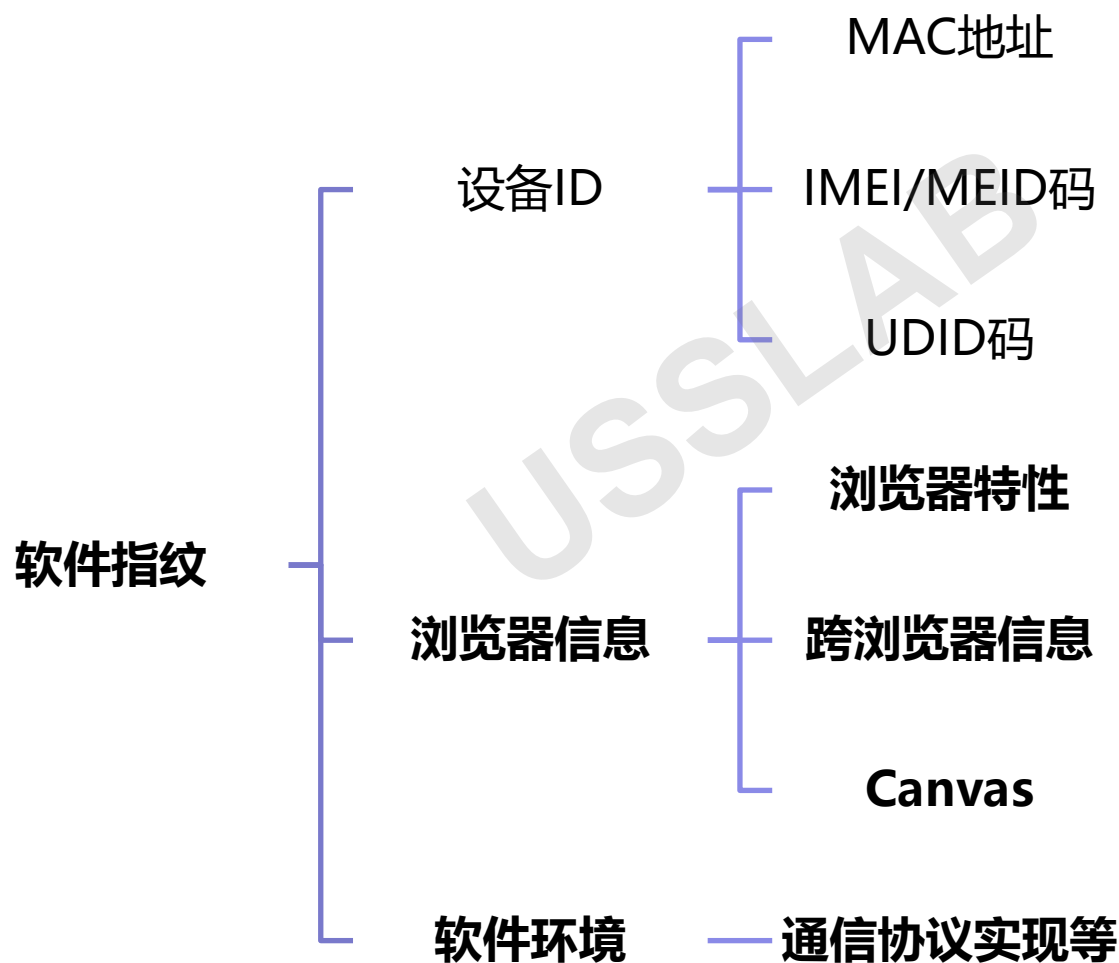 MAC地址
设备ID
IMEI/MEID码
UDID码
USSLAB
浏览器特性
软件指纹
浏览器信息
跨浏览器信息
Canvas
软件环境
通信协议实现等